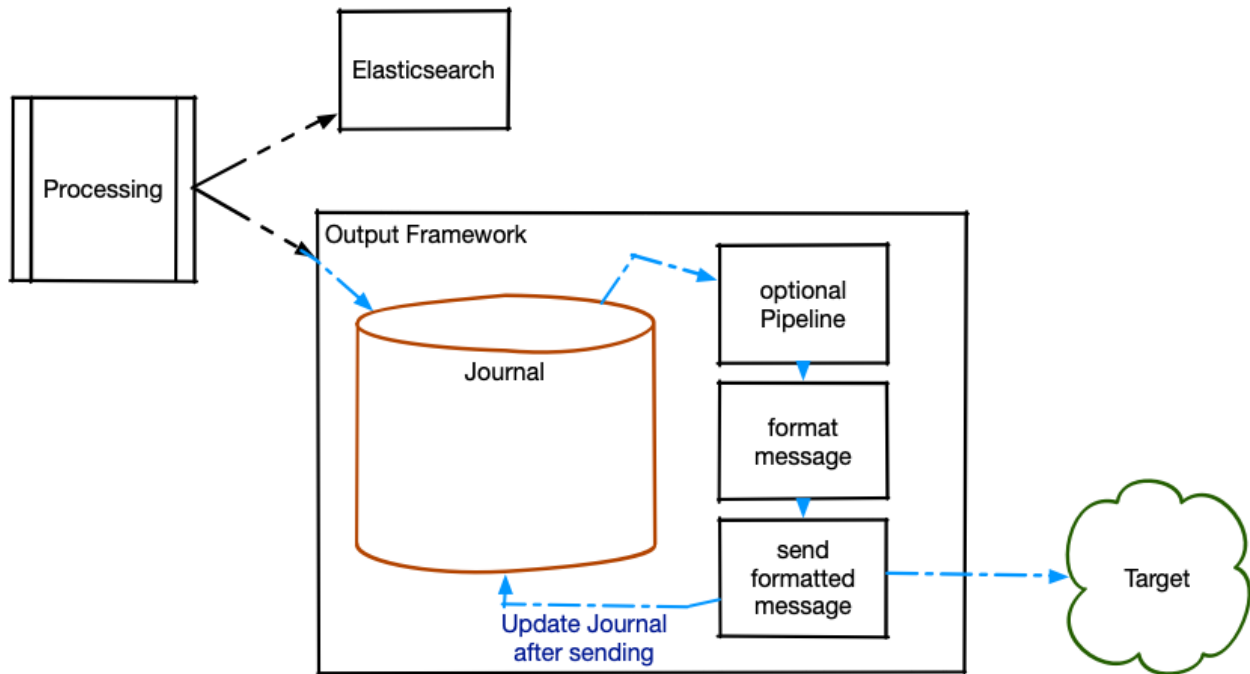 Elasticsearch
Processing
Output Framework
optional
Pipeline
Journal
format
message
send
formatted
message
Target
Update Journal
after sending